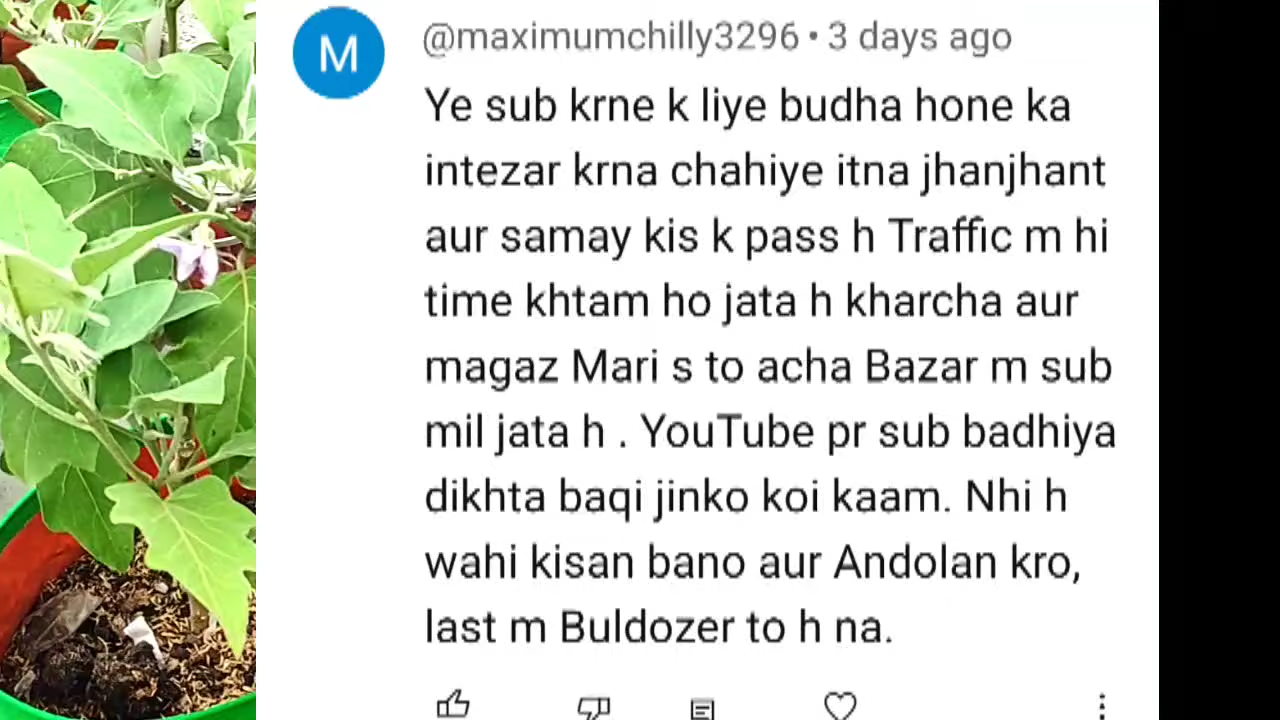 M
@maximumchilly3296 • 3 days ago
Ye sub krne k liye budha hone ka
intezar krna chahiye itna jhanjhant
aur samay kis k pass h Traffic m hi
time khtam ho jata h kharcha aur
magaz Mari s to acha Bazar m sub
mil jata h . YouTube pr sub badhiya
dikhta baqi jinko koi kaam. Nhi h
wahi kisan bano aur Andolan kro,
last m Buldozer to h na.